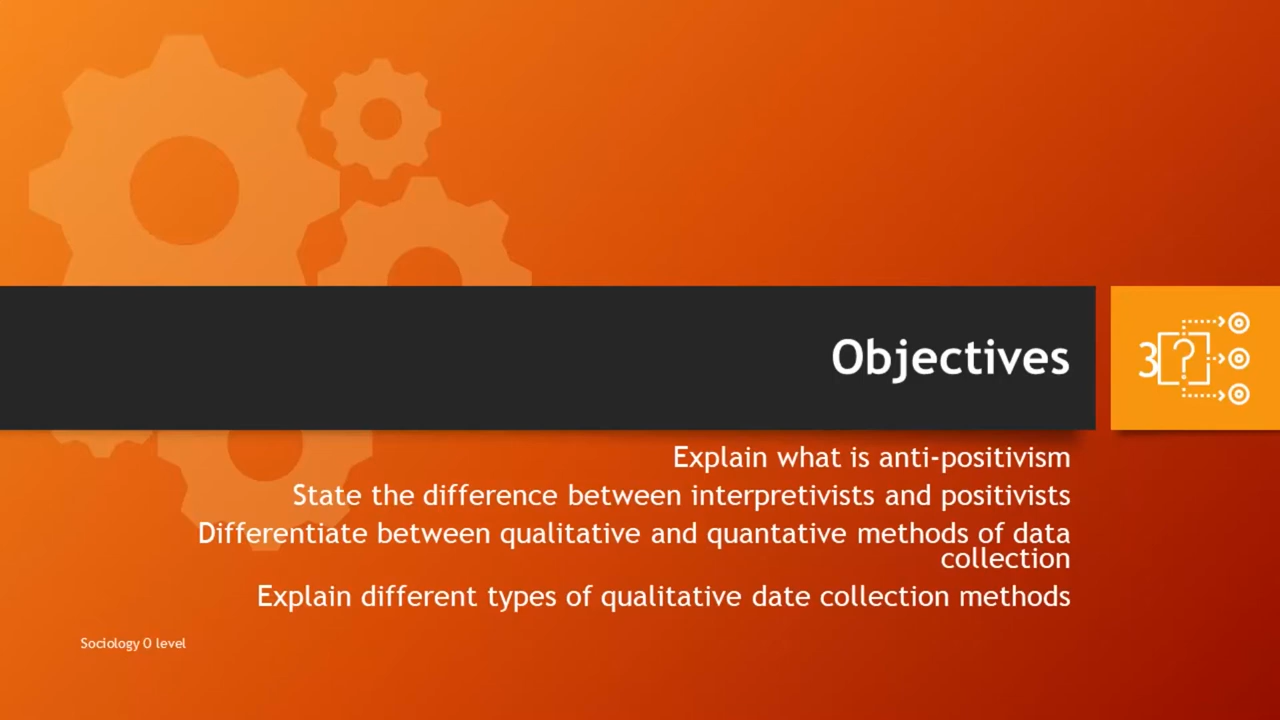 Objectives
3
Explain what is anti-positivism
State the difference between interpretivists and positivists
Differentiate between qualitative and quantative methods of data
collection
Explain different types of qualitative date collection methods
Sociology O level